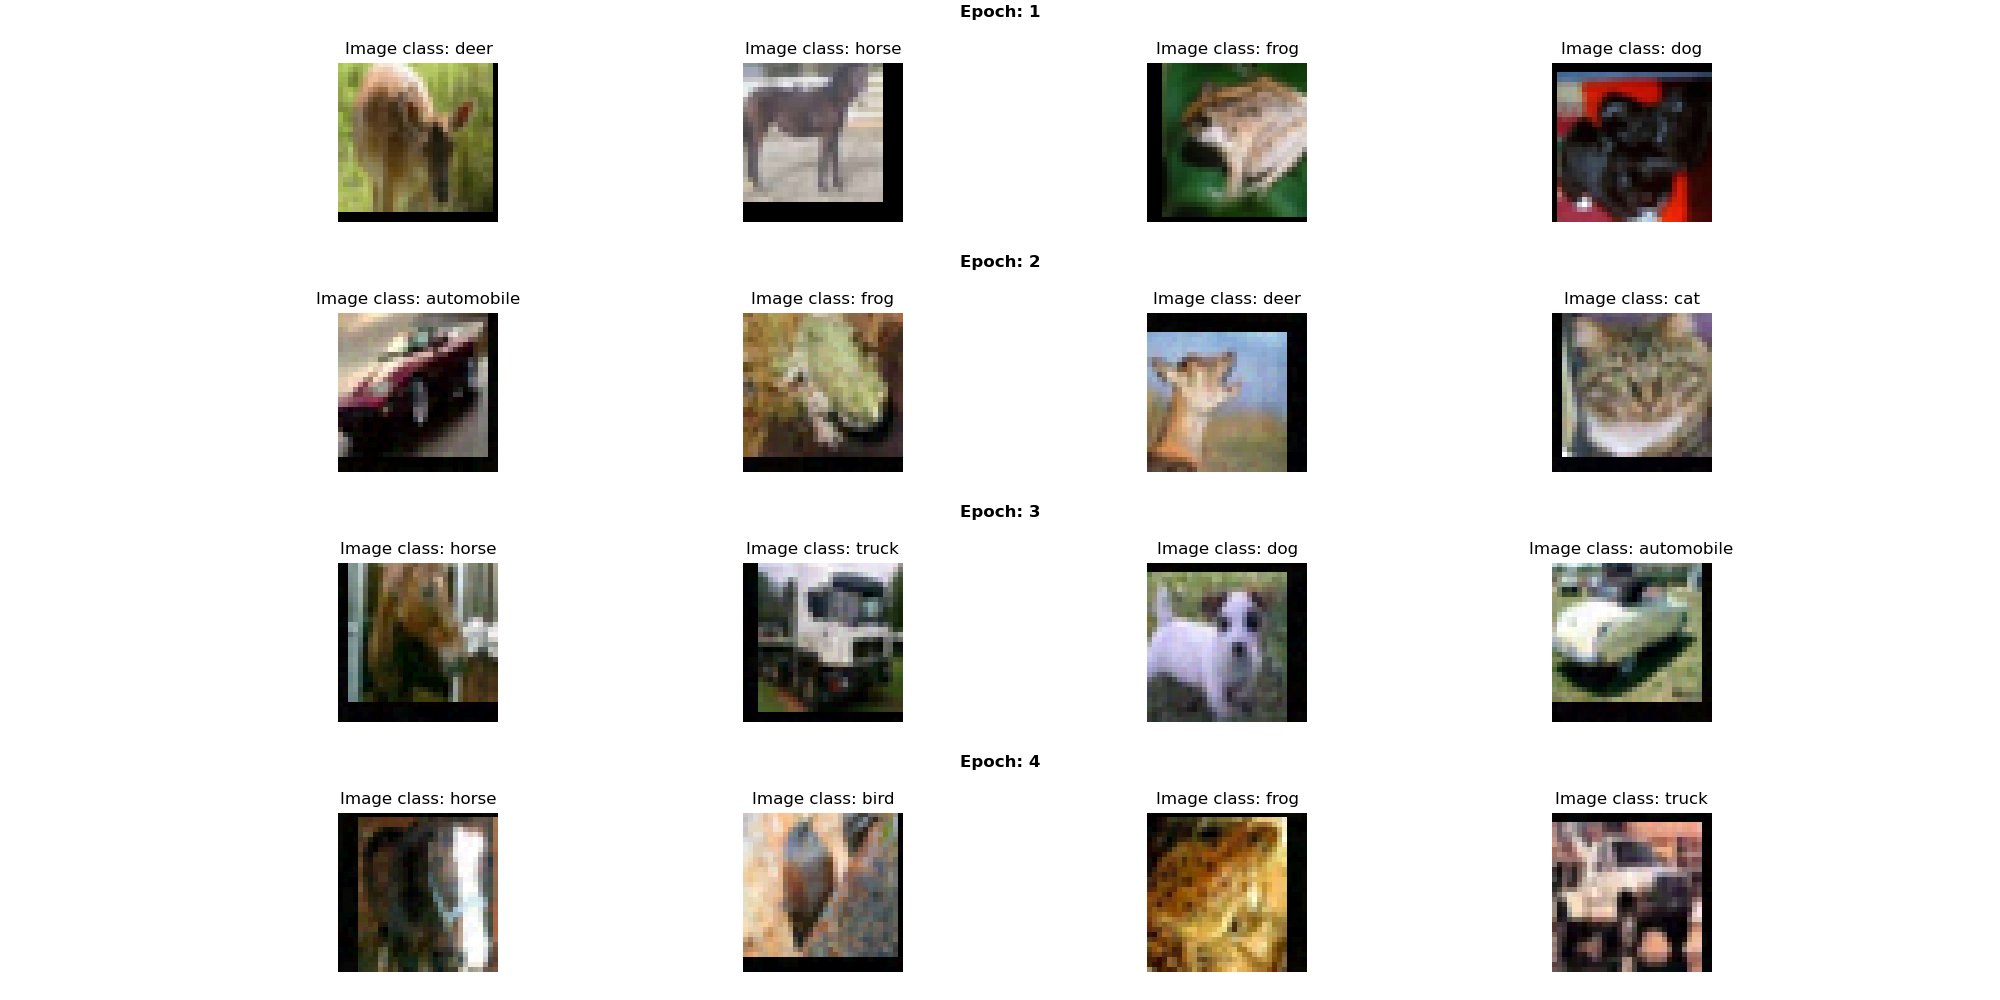 Epoch: 1
Image class: deer
Image class: horse
Image class: frog
Image class: dog
Epoch: 2
Image class: automobile
Image class: frog
Image class: deer
Image class: cat
Epoch: 3
Image class: horse
Image class: truck
Image class: dog
Image class: automobile
Epoch: 4
Image class: horse
Image class: bird
Image class: frog
Image class: truck